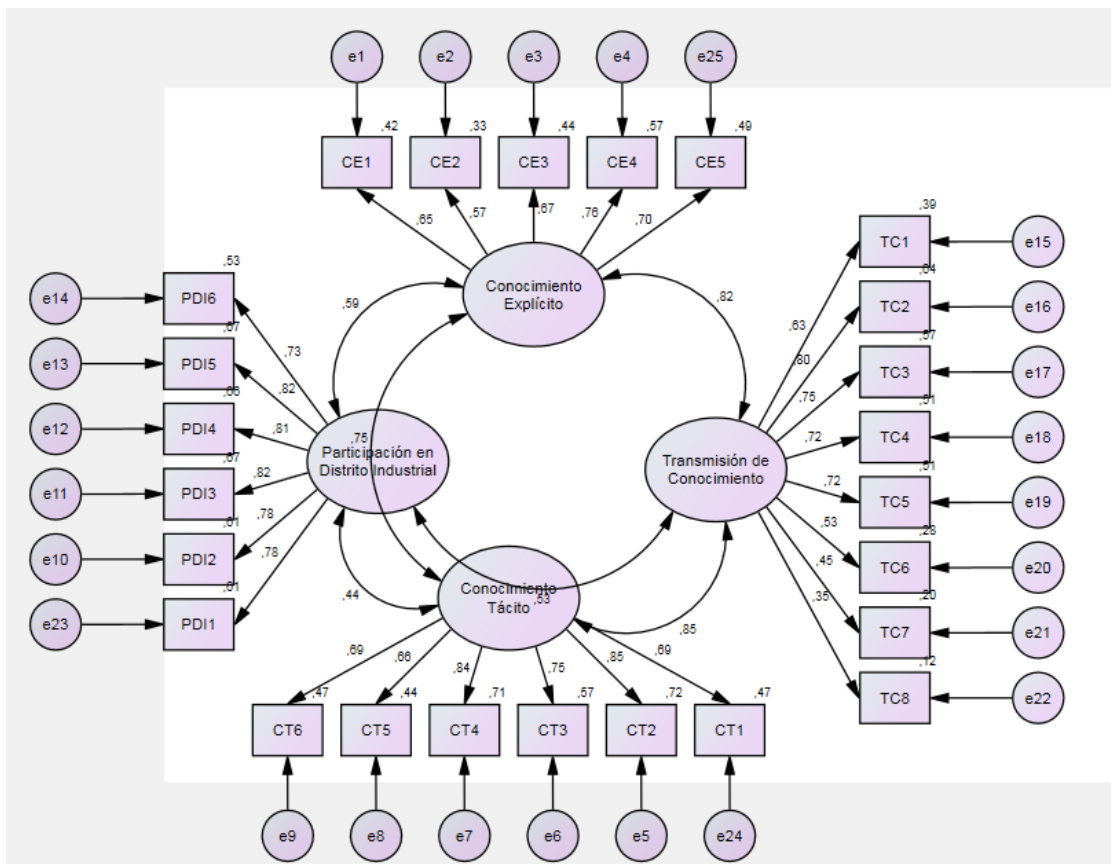 e1
e2
e3
e4
e25
,42
,33
,44
,57
,49
CE1
CE2
CE3
CE4
CE5
,65
,57
,67
,76
,70
Conocimiento
Explícito
,59
,82
,75
e14
PDI6
,53
,73
e13
PDI5
,67
,82
e12
PDI4
,66
,81
e11
PDI3
,67
,82
e10
PDI2
,61
,78
e23
PDI1
,61
,78
Participación en
Distrito Industrial
,39
TC1
e15
,63
,64
TC2
e16
,80
,57
TC3
e17
,75
,51
TC4
e18
,72
,51
TC5
e19
,72
,28
TC6
e20
,53
,20
TC7
e21
,45
,12
TC8
e22
,35
Transmisión de
Conocimiento
Conocimiento
Tácito
,44
,53
,85
,69
,66
,84
,75
,85
,69
,47
,44
,71
,57
,72
,47
CT6
CT5
CT4
CT3
CT2
CT1
e9
e8
e7
e6
e5
e24